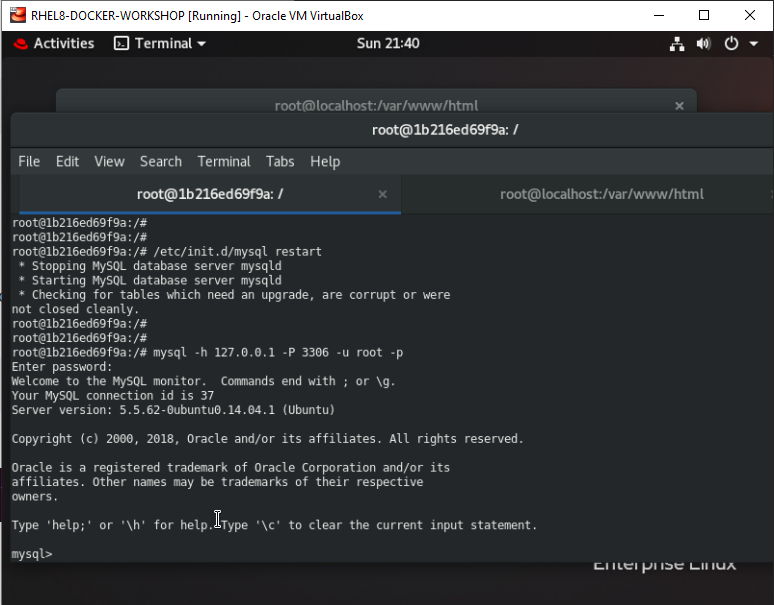 RHEL8-DOCKER-WORKSHOP [Running] - Oracle VM VirtualBox
Activities Terminal Sun 21:40
root@localhost:/var/www/html
root@1b216ed69f9a: /
File Edit View Search Terminal Tabs Help
root@1b216ed69f9a: / root@localhost:/var/www/html
root@1b216ed69f9a:/#
root@1b216ed69f9a:/#
root@1b216ed69f9a:/# /etc/init.d/mysql restart
* Stopping MySQL database server mysqld
* Starting MySQL database server mysqld
* Checking for tables which need an upgrade, are corrupt or were
not closed cleanly.
root@1b216ed69f9a:/#
root@1b216ed69f9a:/#
root@1b216ed69f9a:/# mysql -h 127.0.0.1 -P 3306 -u root -p
Enter password:
Welcome to the MySQL monitor.  Commands end with ; or \g.
Your MySQL connection id is 37
Server version: 5.5.62-0ubuntu0.14.04.1 (Ubuntu)
Copyright (c) 2000, 2018, Oracle and/or its affiliates. All rights reserved.
Oracle is a registered trademark of Oracle Corporation and/or its
affiliates. Other names may be trademarks of their respective
owners.
Type 'help;' or '\h' for help. Type '\c' to clear the current input statement.
mysql>
Enterprise Linux